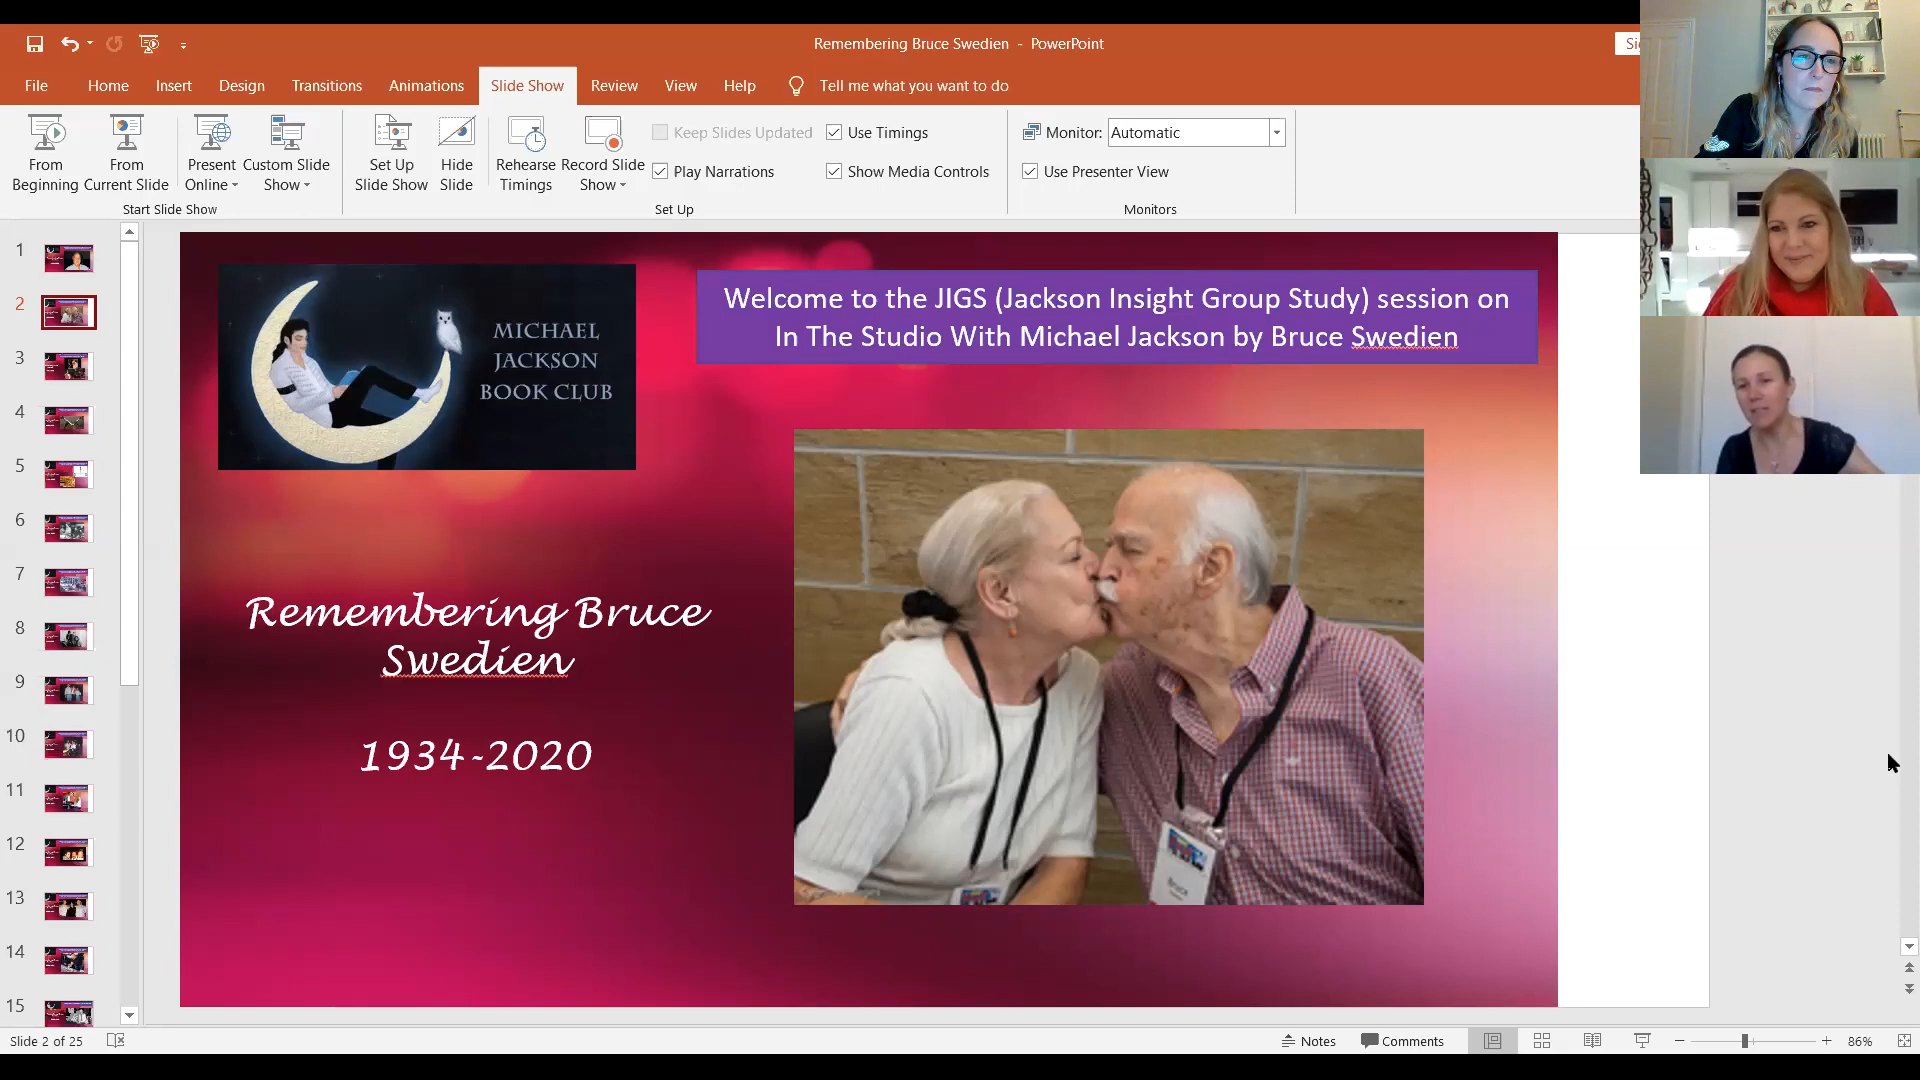 Remembering Bruce Swedien - PowerPoint
File Home Insert Design Transitions Animations Slide Show Review View Help Tell me what you want to do
From Beginning
From Current Slide
Present Online
Custom Slide Show
Start Slide Show
Set Up Slide Show
Hide Slide
Rehearse Timings
Record Slide Show
Keep Slides Updated
Play Narrations
Use Timings
Show Media Controls
Set Up
Monitor: Automatic
Use Presenter View
Monitors
1
2
3
4
5
6
7
8
9
10
11
12
13
14
15
MICHAEL
JACKSON
BOOK CLUB
Welcome to the JIGS (Jackson Insight Group Study) session on
In The Studio With Michael Jackson by Bruce Swedien
Remembering Bruce
Swedien
1934-2020
Bruce
Slide 2 of 25
Notes
Comments
86%